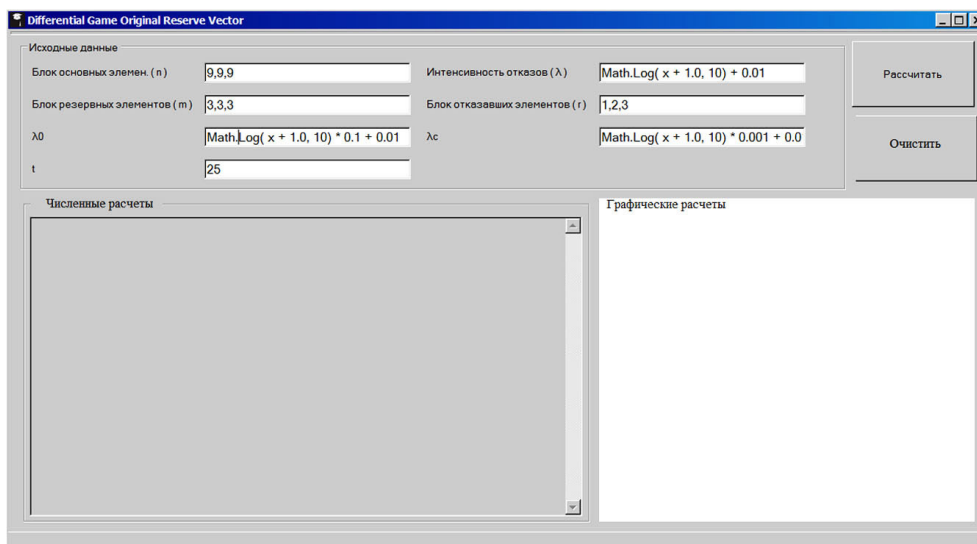 Differential Game Original Reserve Vector
Исходные данные
Блок основных элемен. ( n ) 9,9,9 Интенсивность отказов ( λ ) Math.Log( x + 1.0, 10) + 0.01 Рассчитать
Блок резервных элементов ( m ) 3,3,3 Блок отказавших элементов ( r ) 1,2,3
λ0 Math.Log( x + 1.0, 10) * 0.1 + 0.01 λc Math.Log( x + 1.0, 10) * 0.001 + 0.0 Очистить
t 25
Численные расчеты Графические расчеты